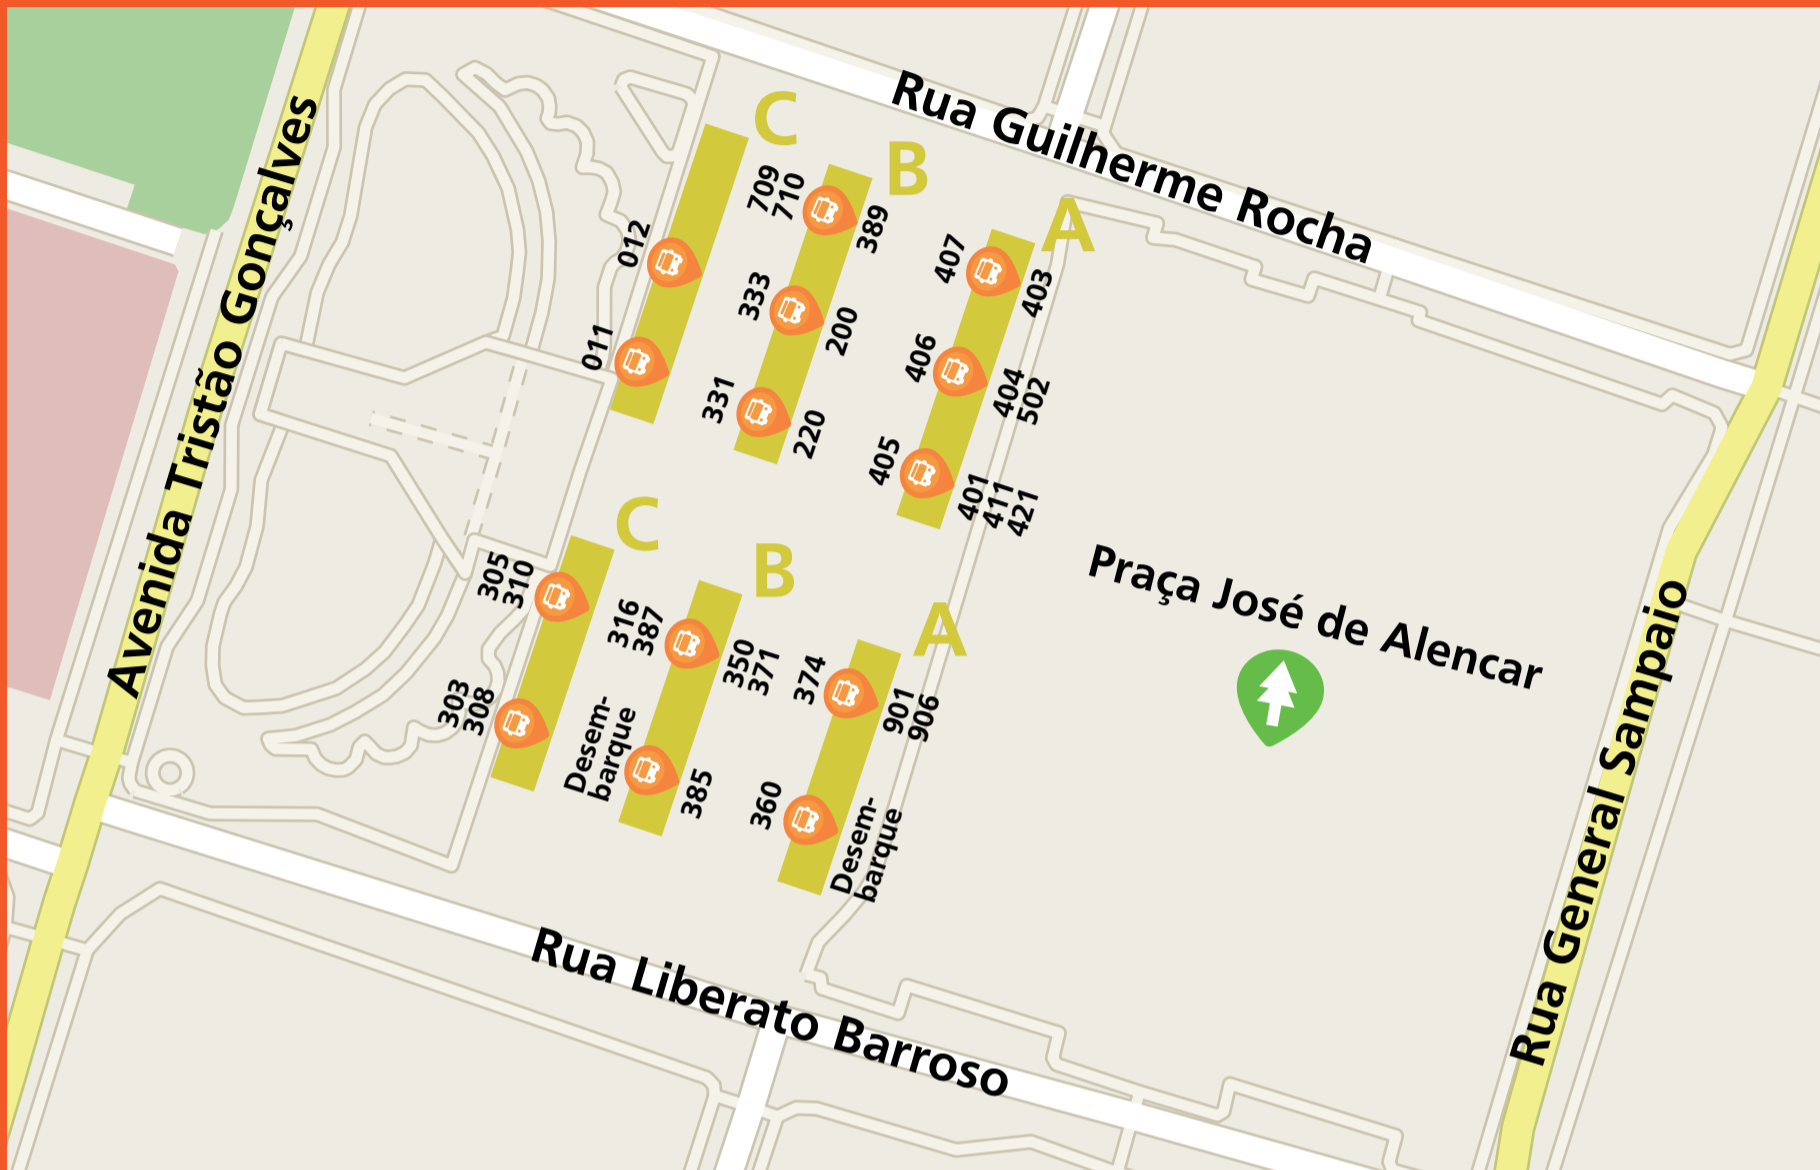 Avenida Tristão Gonçalves
Rua Guilherme Rocha
C
012
011
B
709
710
389
333
200
331
220
A
407
403
406
404
502
405
401
411
421
C
305
310
303
308
B
316
387
350
371
Desem-
barque
385
A
374
901
906
360
Desem-
barque
Praça José de Alencar
Rua General Sampaio
Rua Liberato Barroso